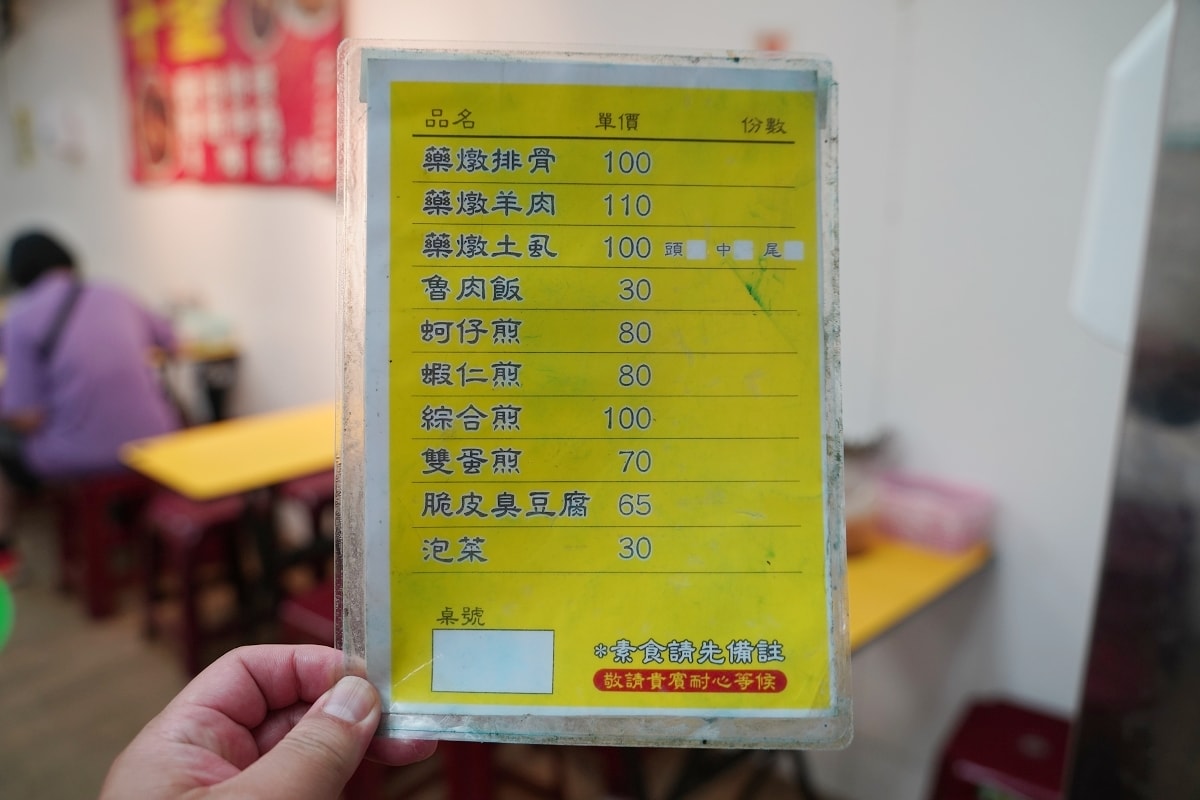 品名 單價 份數
藥燉排骨 100
藥燉羊肉 110
藥燉土虱 100 頭 中 尾
魯肉飯 30
蚵仔煎 80
蝦仁煎 80
綜合煎 100
雙蛋煎 70
脆皮臭豆腐 65
泡菜 30
桌號
*素食請先備註
敬請貴賓耐心等候